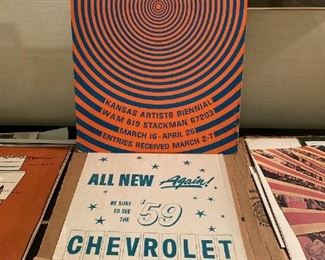 KANSAS ARTISTS BIENNIAL
WAM 619 STACKMAN 67203
MARCH 16-APRIL 26
ENTRIES RECEIVED MARCH 2-7
ALL NEW Again!
BE SURE
TO SEE
THE '59
CHEVROLET